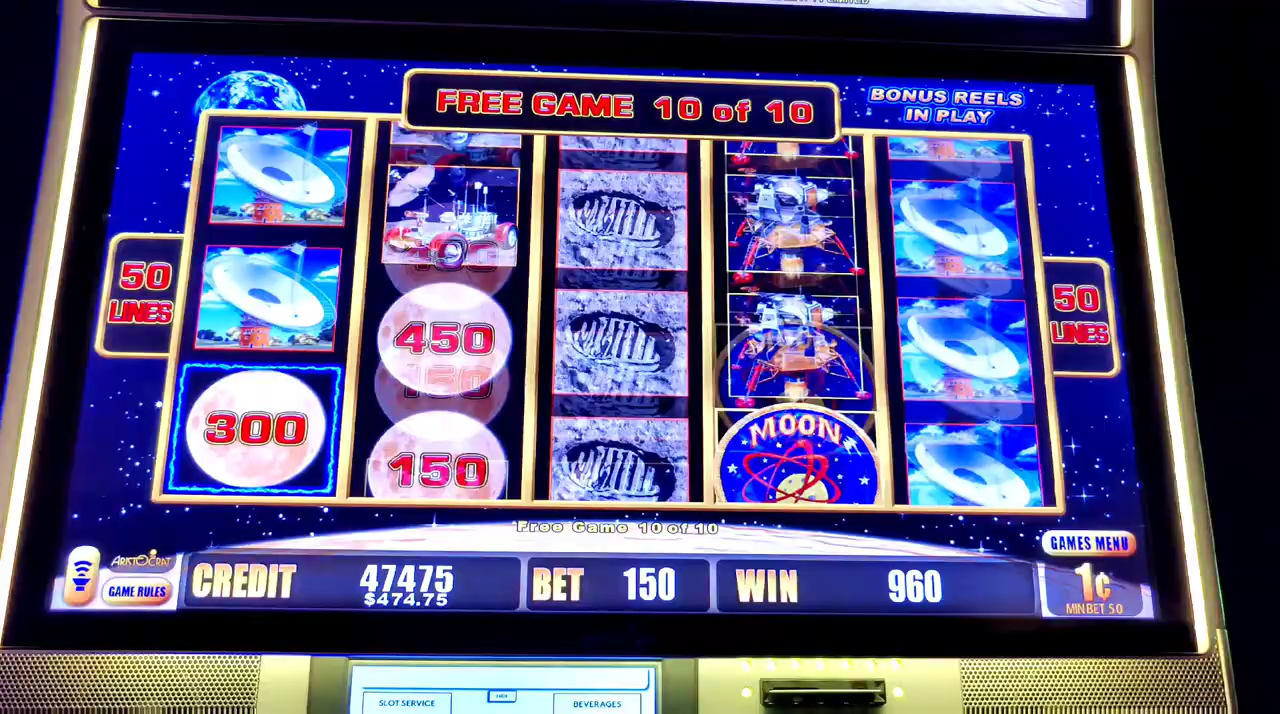 LIMITED
FREE GAME 10 of 10
BONUS REELS
IN PLAY
50
LINES
50
LINES
450
300
150
MOON
Free Game 10 of 10
GAMES MENU
ARISTOCRAT
GAME RULES
CREDIT 47475
$474.75
BET 150
WIN 960
1¢
MIN BET 50
SLOT SERVICE
BEVERAGES